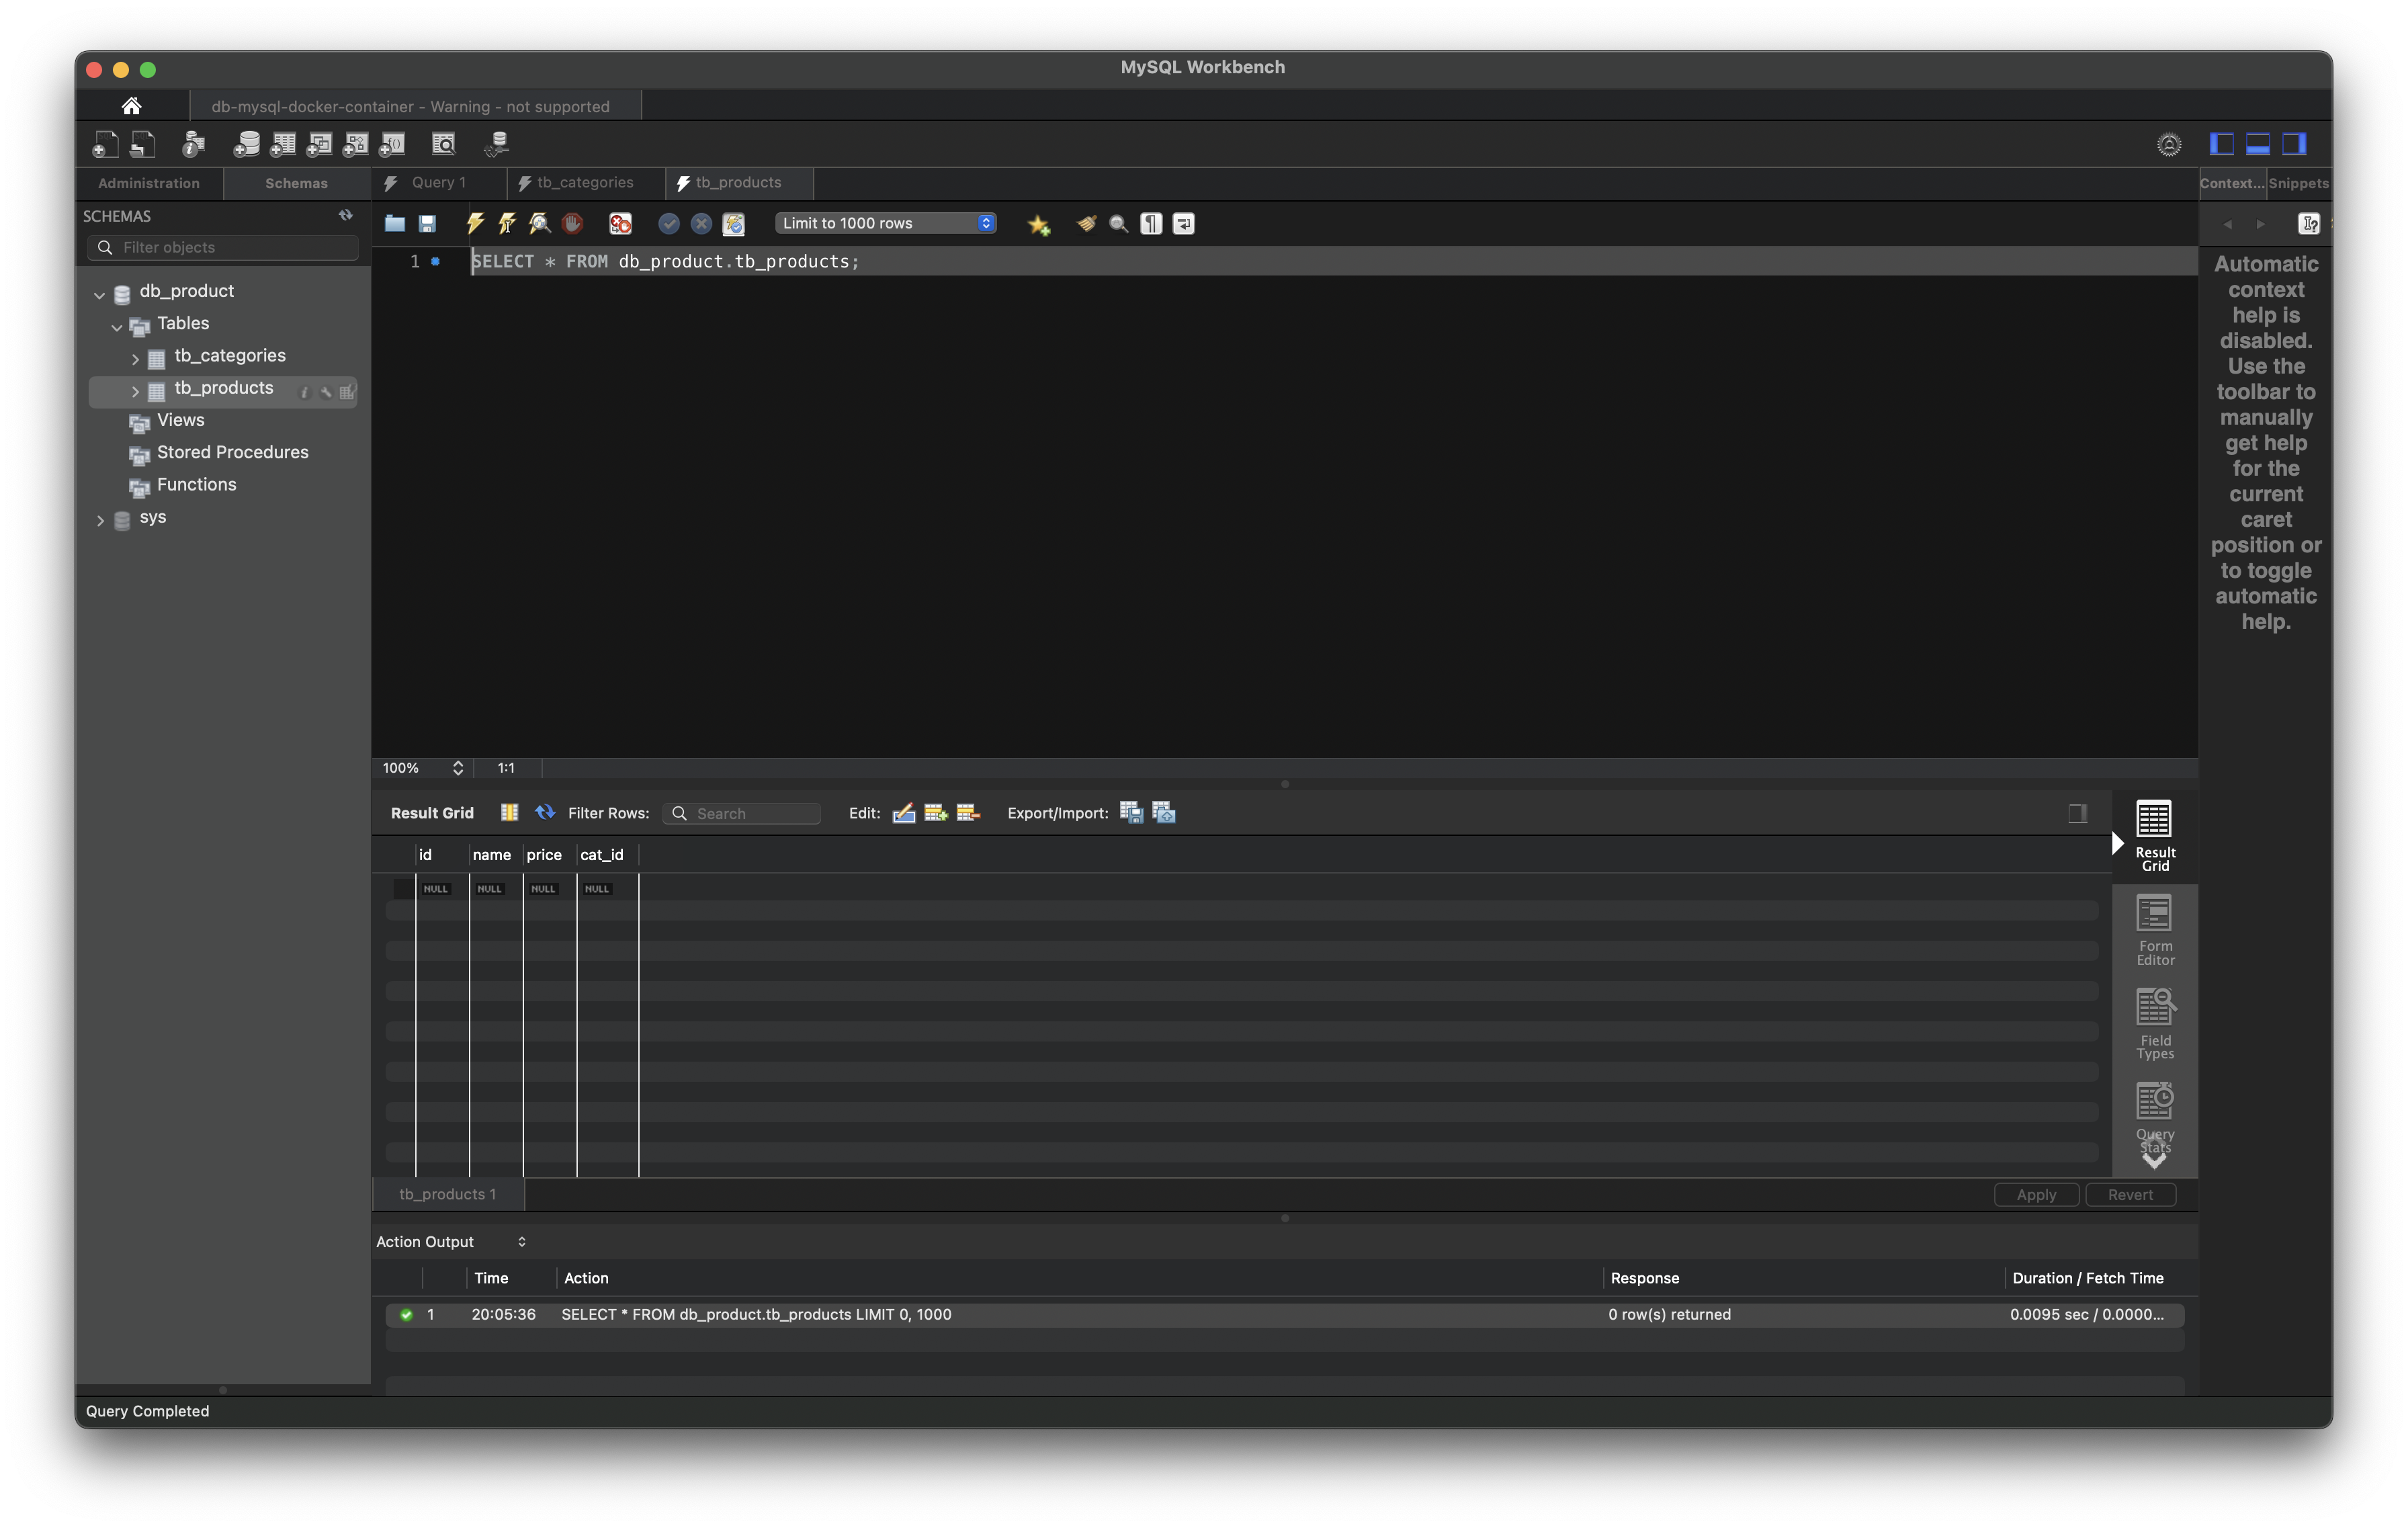 MySQL Workbench
db-mysql-docker-container - Warning - not supported
Administration
Schemas
Query 1
tb_categories
tb_products
Context...
Snippets
SCHEMAS
Filter objects
Limit to 1000 rows
1
SELECT * FROM db_product.tb_products;
db_product
Tables
tb_categories
tb_products
Views
Stored Procedures
Functions
sys
Automatic
context
help is
disabled.
Use the
toolbar to
manually
get help
for the
current
caret
position or
to toggle
automatic
help.
100%
1:1
Result Grid
Filter Rows:
Search
Edit:
Export/Import:
id name price cat_id
NULL NULL NULL NULL
Result
Grid
Form
Editor
Field
Types
Query
Stats
tb_products 1
Apply
Revert
Action Output
Time Action Response Duration / Fetch Time
1 20:05:36 SELECT * FROM db_product.tb_products LIMIT 0, 1000 0 row(s) returned 0.0095 sec / 0.0000...
Query Completed